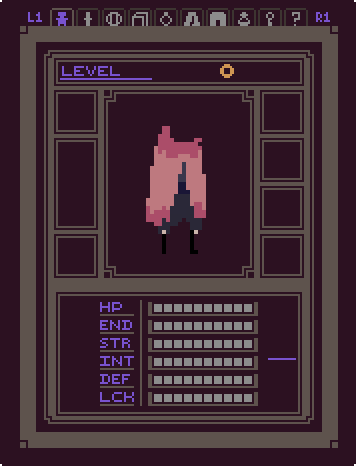 L1 ? R1
LEVEL
HP
END
STR
INT
DEF
LCK